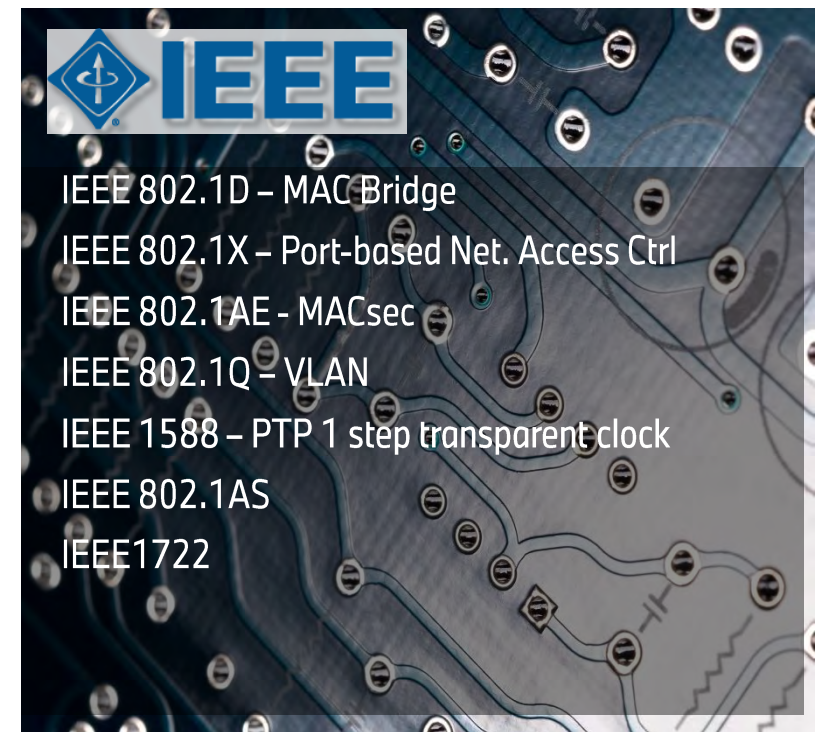 IEEE
IEEE 802.1D – MAC Bridge
IEEE 802.1X – Port-based Net. Access Ctrl
IEEE 802.1AE - MACsec
IEEE 802.1Q – VLAN
IEEE 1588 – PTP 1 step transparent clock
IEEE 802.1AS
IEEE1722